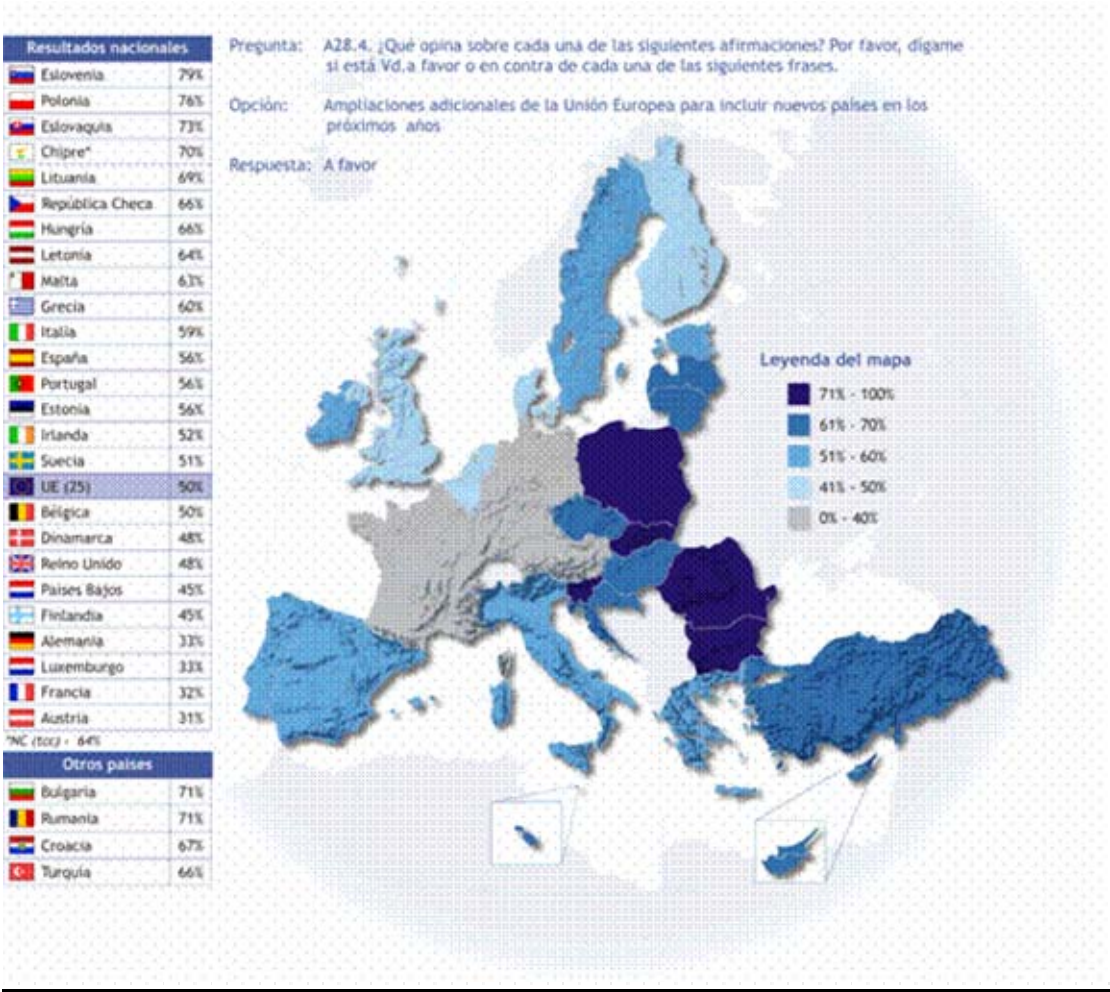 Resultados nacionales
Eslovenia 79%
Polonia 76%
Eslovaquia 73%
Chipre* 70%
Lituania 69%
República Checa 66%
Hungría 66%
Letonia 64%
Malta 63%
Grecia 60%
Italia 59%
España 56%
Portugal 56%
Estonia 56%
Irlanda 52%
Suecia 51%
UE (25) 50%
Bélgica 50%
Dinamarca 48%
Reino Unido 48%
Paises Bajos 45%
Finlandia 45%
Alemania 33%
Luxemburgo 33%
Francia 32%
Austria 31%
*NC (tcc) - 64%
Otros paises
Bulgaria 71%
Rumania 71%
Croacia 67%
Turquía 66%
Pregunta: A28.4. ¿Qué opina sobre cada una de las siguientes afirmaciones? Por favor, dígame
si está Vd.a favor o en contra de cada una de las siguientes frases.
Opción: Ampliaciones adicionales de la Unión Europea para incluir nuevos países en los
próximos años
Respuesta: A favor
Leyenda del mapa
71% - 100%
61% - 70%
51% - 60%
41% - 50%
0% - 40%